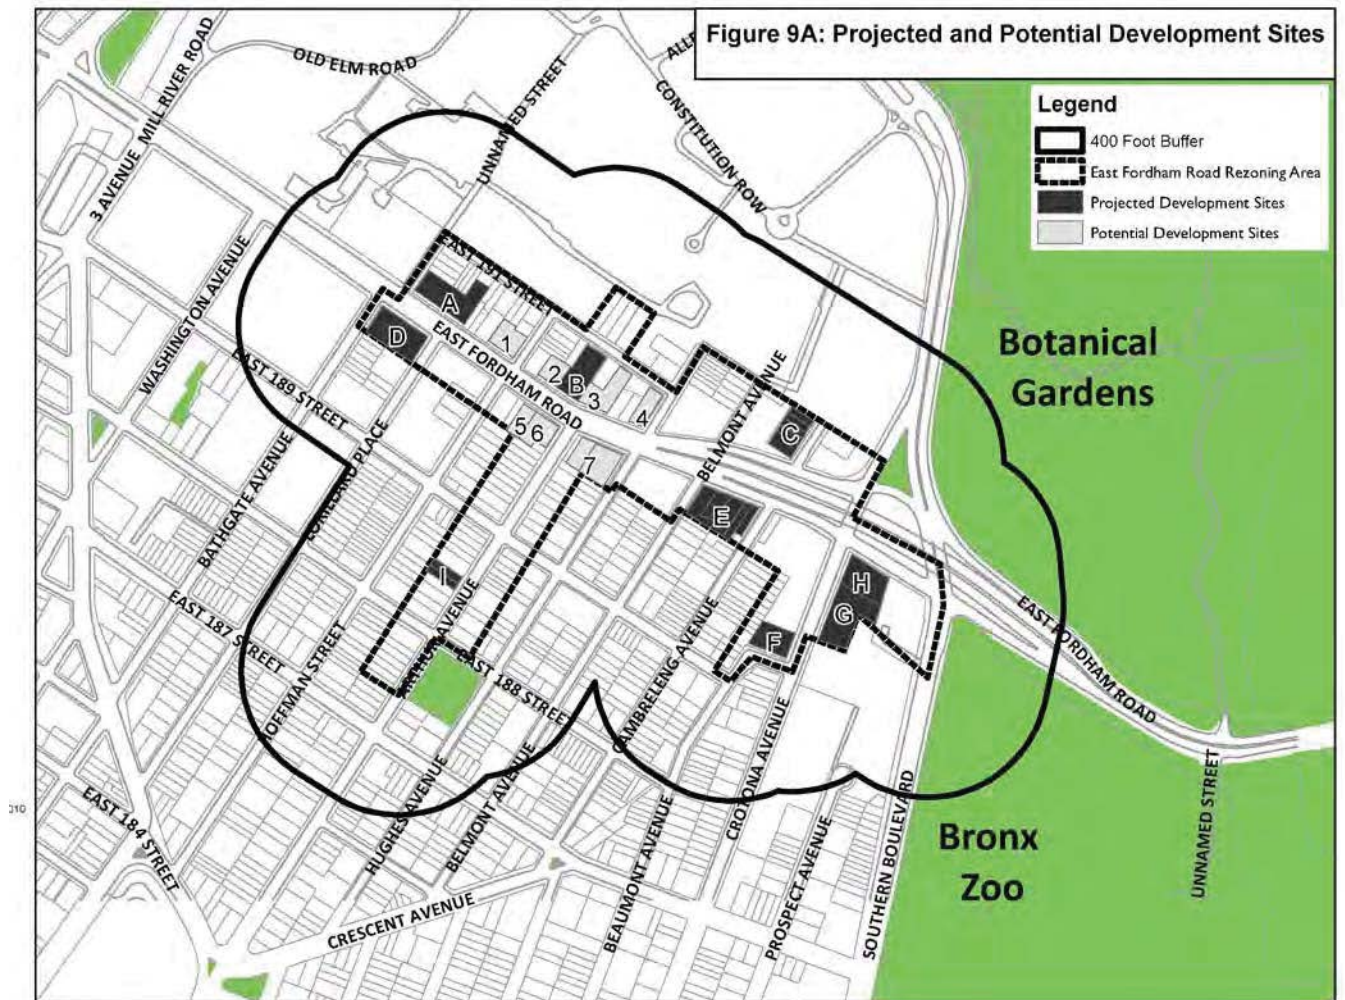 Figure 9A: Projected and Potential Development Sites
Legend
400 Foot Buffer
East Fordham Road Rezoning Area
Projected Development Sites
Potential Development Sites
OLD ELM ROAD
3 AVENUE
MILL RIVER ROAD
UNNAMED STREET
CONSTITUTION ROW
WASHINGTON AVENUE
EAST 191 STREET
EAST FORDHAM ROAD
EAST 189 STREET
BELMONT AVENUE
Botanical
Gardens
A
D
1
2
B
3
4
C
5
6
7
E
BATHGATE AVENUE
I
H
G
F
EAST 187 STREET
HOFFMAN STREET
EAST 188 STREET
CAMBRELENG AVENUE
EAST FORDHAM ROAD
HUGHES AVENUE
BELMONT AVENUE
CROTONA AVENUE
BEAUMONT AVENUE
PROSPECT AVENUE
SOUTHERN BOULEVARD
UNNAMED STREET
EAST 184 STREET
CRESCENT AVENUE
Bronx
Zoo